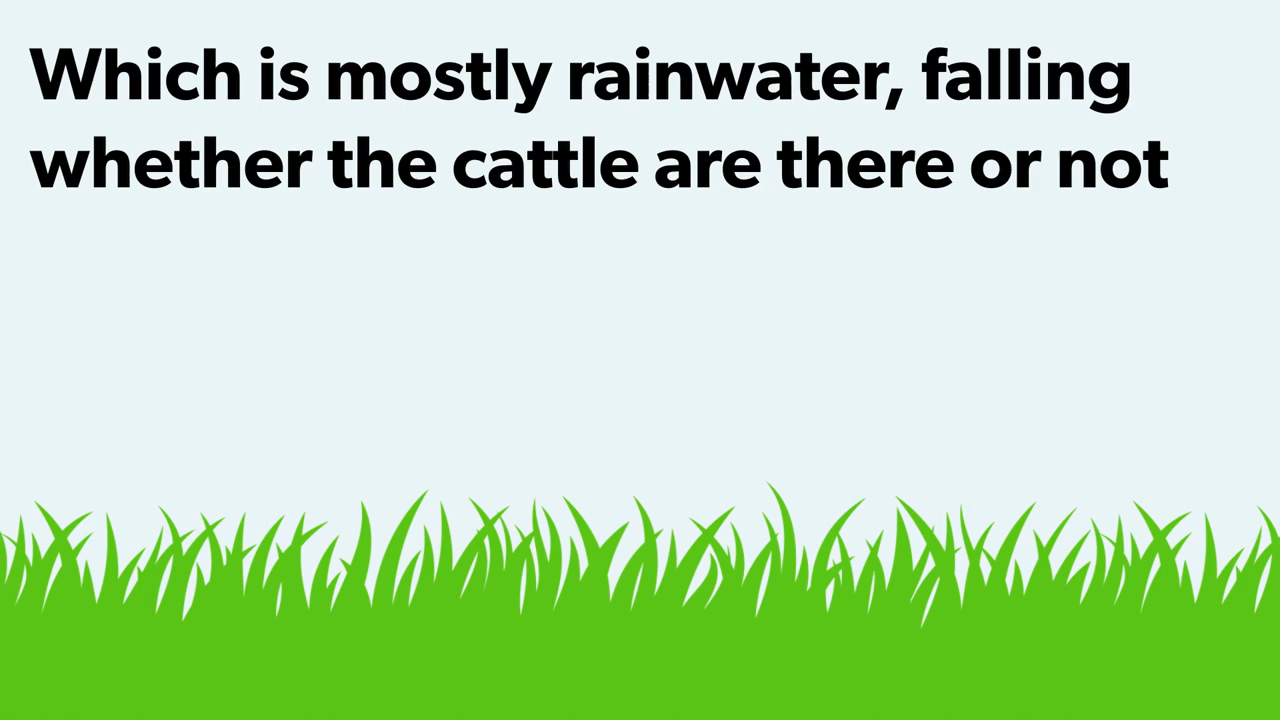 Which is mostly rainwater, falling
whether the cattle are there or not